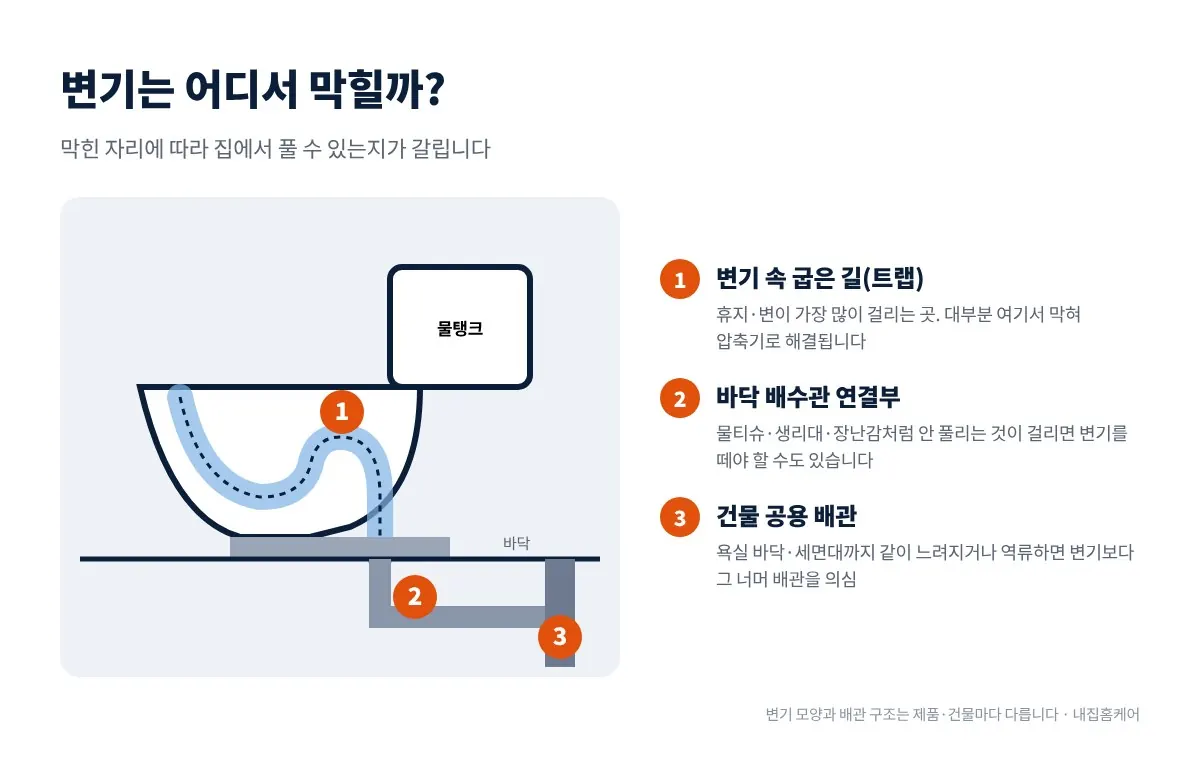 변기는 어디서 막힐까?
막힌 자리에 따라 집에서 풀 수 있는지가 갈립니다
물탱크
1
바닥
2
3
1 변기 속 굽은 길(트랩)
휴지·변이 가장 많이 걸리는 곳. 대부분 여기서 막혀
압축기로 해결됩니다
2 바닥 배수관 연결부
물티슈·생리대·장난감처럼 안 풀리는 것이 걸리면 변기를
떼야 할 수도 있습니다
3 건물 공용 배관
욕실 바닥·세면대까지 같이 느려지거나 역류하면 변기보다
그 너머 배관을 의심
변기 모양과 배관 구조는 제품·건물마다 다릅니다 · 내집홈케어